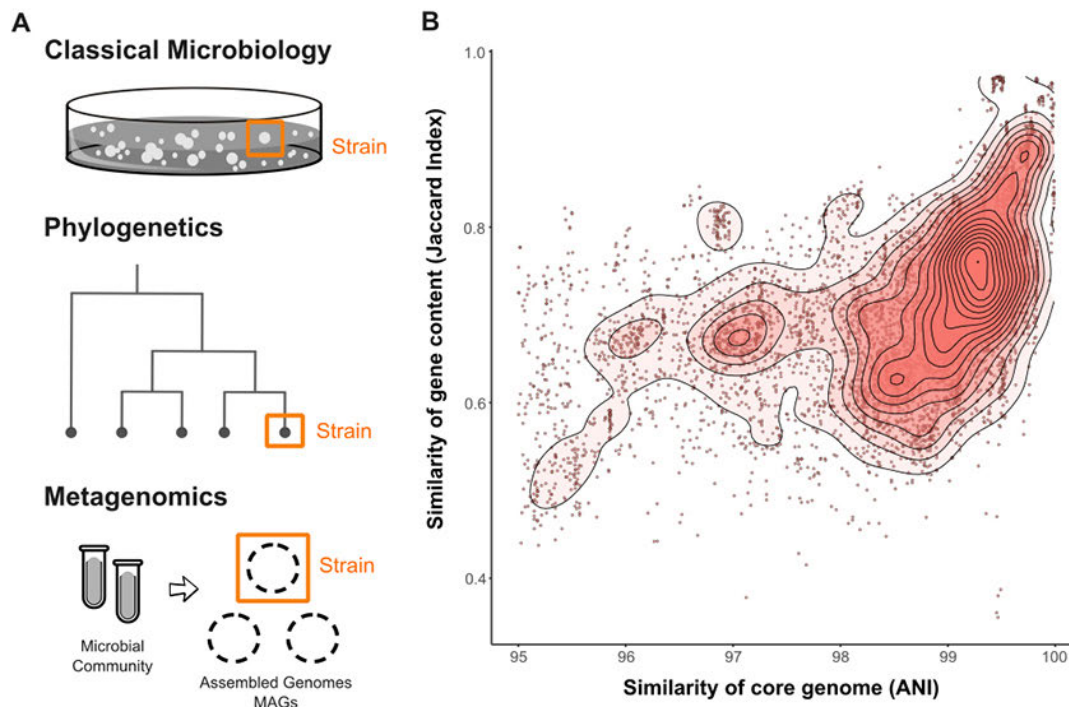 A
Classical Microbiology
Strain
Phylogenetics
Strain
Metagenomics
Strain
Microbial
Community
Assembled Genomes
MAGs
B
Similarity of gene content (Jaccard Index)
1.0
0.8
0.6
0.4
95 96 97 98 99 100
Similarity of core genome (ANI)